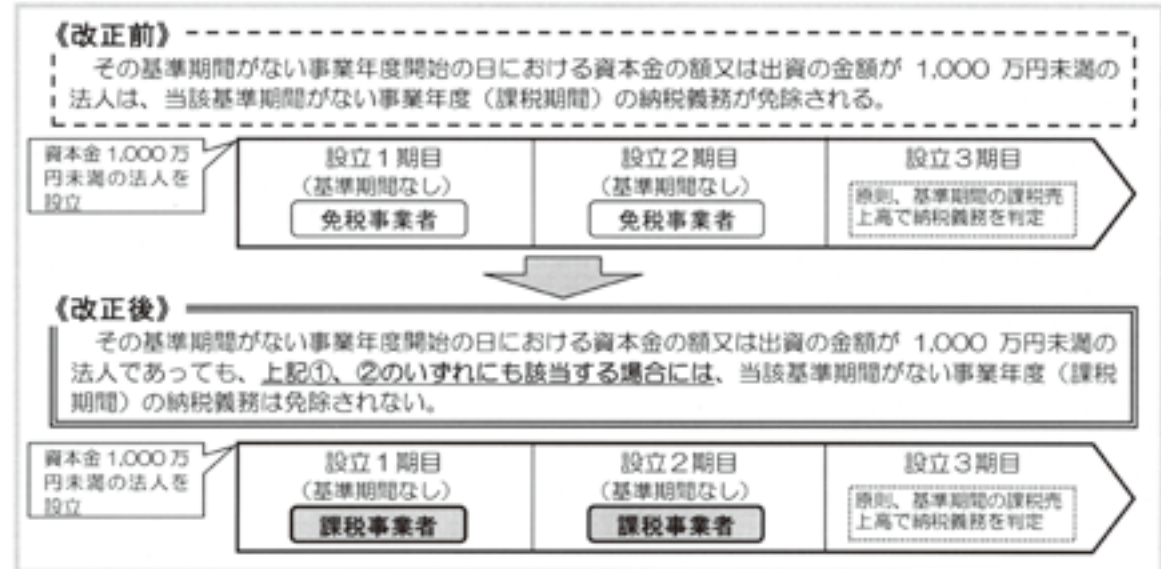 《改正前》
その基準期間がない事業年度開始の日における資本金の額又は出資の金額が 1,000 万円未満の
法人は、当該基準期間がない事業年度（課税期間）の納税義務が免除される。
資本金 1,000 万
円未満の法人を
設立
設立１期目
（基準期間なし）
免税事業者
設立２期目
（基準期間なし）
免税事業者
設立３期目
原則、基準期間の課税売
上高で納税義務を判定
《改正後》
その基準期間がない事業年度開始の日における資本金の額又は出資の金額が 1,000 万円未満の
法人であっても、上記①、②のいずれにも該当する場合には、当該基準期間がない事業年度（課税
期間）の納税義務は免除されない。
資本金 1,000 万
円未満の法人を
設立
設立１期目
（基準期間なし）
課税事業者
設立２期目
（基準期間なし）
課税事業者
設立３期目
原則、基準期間の課税売
上高で納税義務を判定